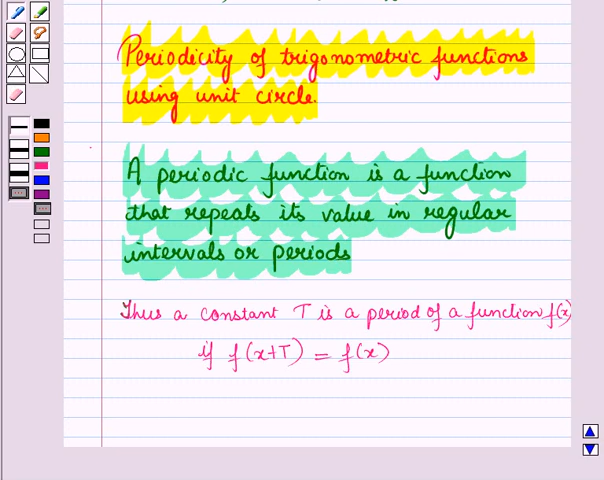 Periodicity of trigonometric functions
using unit circle.
A periodic function is a function
that repeats its value in regular
intervals or periods
Thus a constant T is a period of a function f(x)
if f(x+T) = f(x)